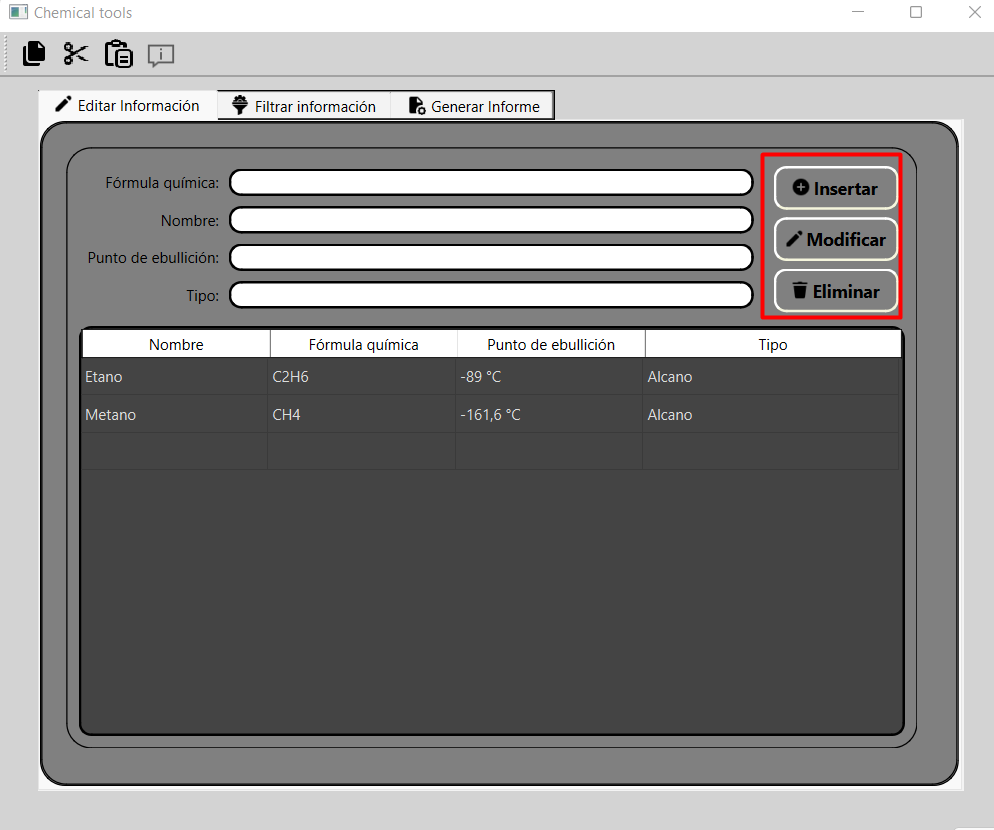 Chemical tools
Editar Información Filtrar información Generar Informe
Fórmula química:
Insertar
Nombre:
Modificar
Punto de ebullición:
Tipo:
Eliminar
Nombre Fórmula química Punto de ebullición Tipo
Etano C2H6 -89 °C Alcano
Metano CH4 -161,6 °C Alcano